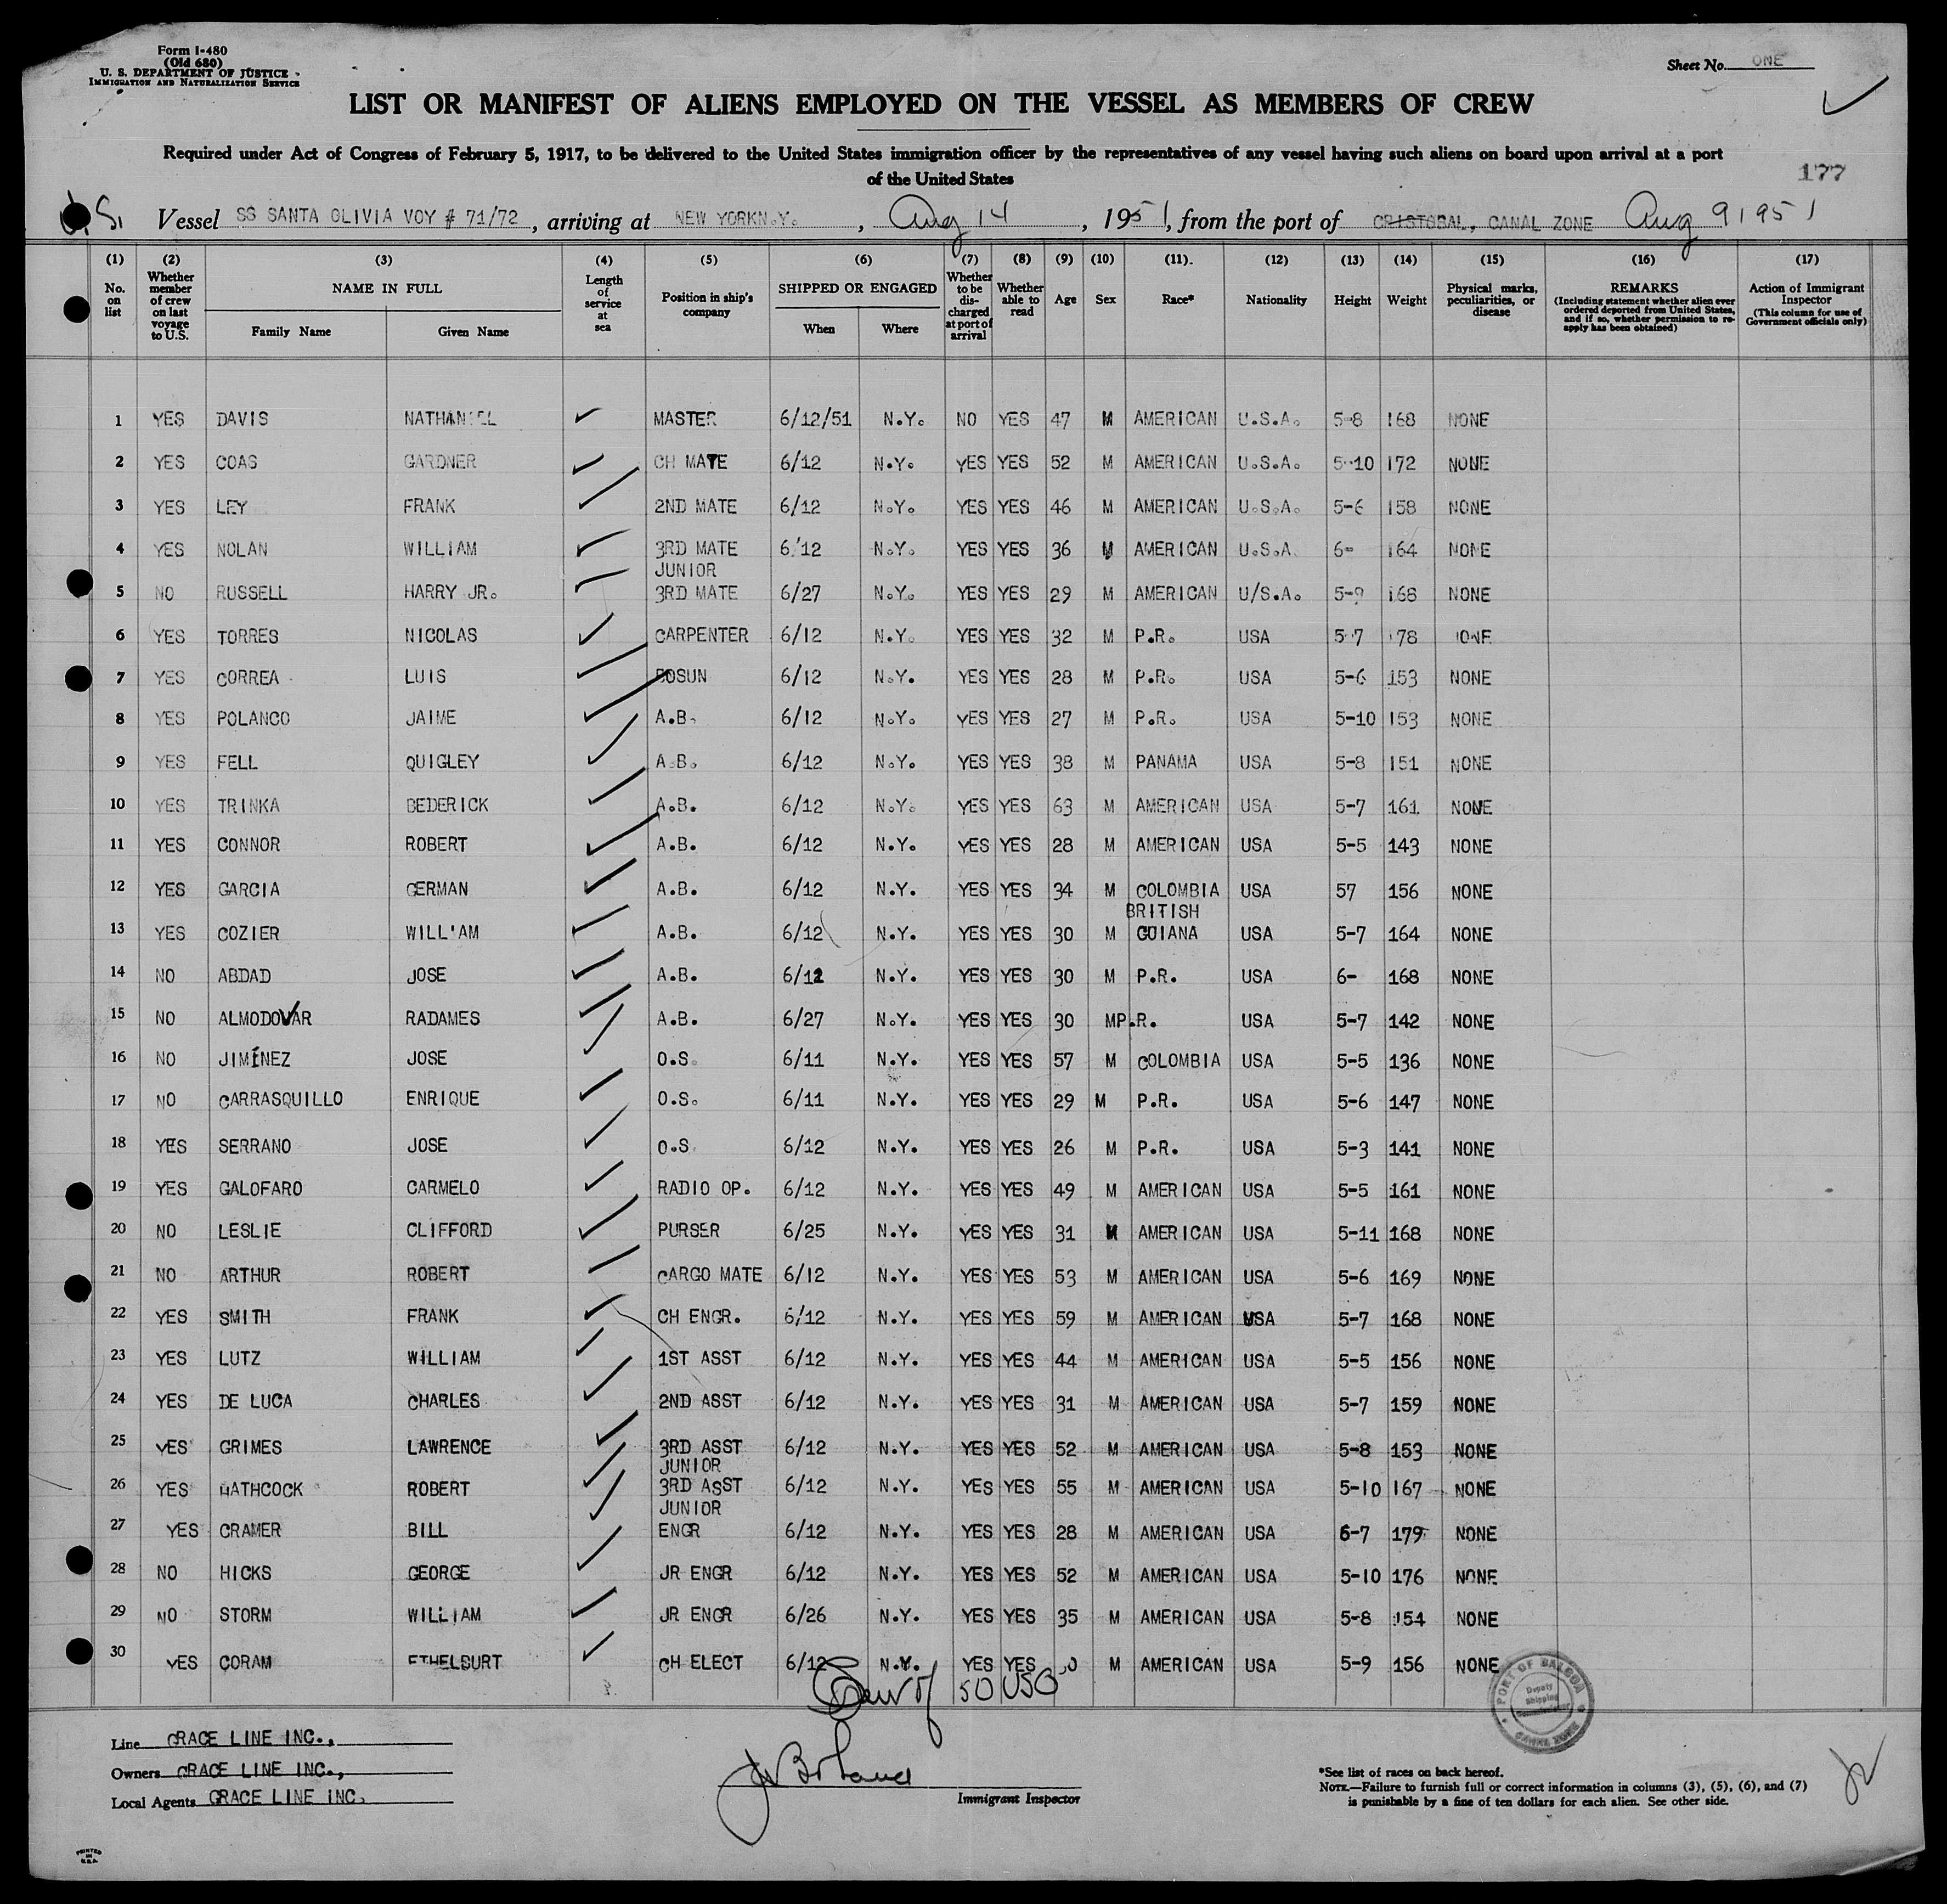 Form I-480
(Old 680)
U. S. DEPARTMENT OF JUSTICE
IMMIGRATION AND NATURALIZATION SERVICE
Sheet No. ONE
LIST OR MANIFEST OF ALIENS EMPLOYED ON THE VESSEL AS MEMBERS OF CREW
Required under Act of Congress of February 5, 1917, to be delivered to the United States immigration officer by the representatives of any vessel having such aliens on board upon arrival at a port
of the United States
177
Vessel SS SANTA OLIVIA VOY # 71/72, arriving at NEW YORKN.Y., Aug 14, 1951, from the port of CRISTOBAL, CANAL ZONE Aug 9 1951
(1) (2) (3) (4) (5) (6) (7) (8) (9) (10) (11). (12) (13) (14) (15) (16) (17)
No. on list
Whether member of crew on last voyage to U.S.
NAME IN FULL
Family Name Given Name
Length of service at sea
Position in ship's company
SHIPPED OR ENGAGED
When Where
Whether to be discharged at port of arrival
Whether able to read
Age
Sex
Race*
Nationality
Height
Weight
Physical marks, peculiarities, or disease
REMARKS
(Including statement whether alien ever ordered deported from United States, and if so, whether permission to re-apply has been obtained)
Action of Immigrant Inspector
(This column for use of Government officials only)
1 YES DAVIS NATHANIEL MASTER 6/12/51 N.Y. NO YES 47 M AMERICAN U.S.A. 5-8 168 NONE
2 YES COAS GARDNER CH MATE 6/12 N.Y. YES YES 52 M AMERICAN U.S.A. 5-10 172 NONE
3 YES LEY FRANK 2ND MATE 6/12 N.Y. YES YES 46 M AMERICAN U.S.A. 5-6 158 NONE
4 YES NOLAN WILLIAM 3RD MATE 6/12 N.Y. YES YES 36 M AMERICAN U.S.A. 6- 164 NONE
JUNIOR
5 NO RUSSELL HARRY JR. 3RD MATE 6/27 N.Y. YES YES 29 M AMERICAN U/S.A. 5-9 168 NONE
6 YES TORRES NICOLAS CARPENTER 6/12 N.Y. YES YES 32 M P.R. USA 5-7 178 NONE
7 YES CORREA LUIS BOSUN 6/12 N.Y. YES YES 28 M P.R. USA 5-6 153 NONE
8 YES POLANCO JAIME A.B. 6/12 N.Y. YES YES 27 M P.R. USA 5-10 153 NONE
9 YES FELL QUIGLEY A.B. 6/12 N.Y. YES YES 38 M PANAMA USA 5-8 151 NONE
10 YES TRINKA BEDERICK A.B. 6/12 N.Y. YES YES 63 M AMERICAN USA 5-7 161 NONE
11 YES CONNOR ROBERT A.B. 6/12 N.Y. YES YES 28 M AMERICAN USA 5-5 143 NONE
12 YES GARCIA GERMAN A.B. 6/12 N.Y. YES YES 34 M COLOMBIA USA 57 156 NONE
BRITISH
13 YES COZIER WILLIAM A.B. 6/12 N.Y. YES YES 30 M GUIANA USA 5-7 164 NONE
14 NO ABDAD JOSE A.B. 6/12 N.Y. YES YES 30 M P.R. USA 6- 168 NONE
15 NO ALMODOVAR RADAMES A.B. 6/27 N.Y. YES YES 30 MP.R. USA 5-7 142 NONE
16 NO JIMÉNEZ JOSE O.S. 6/11 N.Y. YES YES 57 M COLOMBIA USA 5-5 136 NONE
17 NO CARRASQUILLO ENRIQUE O.S. 6/11 N.Y. YES YES 29 M P.R. USA 5-6 147 NONE
18 YES SERRANO JOSE O.S. 6/12 N.Y. YES YES 26 M P.R. USA 5-3 141 NONE
19 YES GALOFARO CARMELO RADIO OP. 6/12 N.Y. YES YES 49 M AMERICAN USA 5-5 161 NONE
20 NO LESLIE CLIFFORD PURSER 6/25 N.Y. YES YES 31 M AMERICAN USA 5-11 168 NONE
21 NO ARTHUR ROBERT CARGO MATE 6/12 N.Y. YES YES 53 M AMERICAN USA 5-6 169 NONE
22 YES SMITH FRANK CH ENGR. 6/12 N.Y. YES YES 59 M AMERICAN USA 5-7 168 NONE
23 YES LUTZ WILLIAM 1ST ASST 6/12 N.Y. YES YES 44 M AMERICAN USA 5-5 156 NONE
24 YES DE LUCA CHARLES 2ND ASST 6/12 N.Y. YES YES 31 M AMERICAN USA 5-7 159 NONE
25 YES GRIMES LAWRENCE 3RD ASST 6/12 N.Y. YES YES 52 M AMERICAN USA 5-8 153 NONE
JUNIOR
26 YES HATHCOCK ROBERT 3RD ASST 6/12 N.Y. YES YES 55 M AMERICAN USA 5-10 167 NONE
JUNIOR
27 YES CRAMER BILL ENGR 6/12 N.Y. YES YES 28 M AMERICAN USA 6-7 179 NONE
28 NO HICKS GEORGE JR ENGR 6/12 N.Y. YES YES 52 M AMERICAN USA 5-10 176 NONE
29 NO STORM WILLIAM JR ENGR 6/26 N.Y. YES YES 35 M AMERICAN USA 5-8 154 NONE
30 YES CORAM ETHELBURT CH ELECT 6/12 N.Y. YES YES M AMERICAN USA 5-9 156 NONE
50 USC
PORT OF BALBOA
Deputy Shipping Commissioner
CANAL ZONE
Line GRACE LINE INC.,
Owners GRACE LINE INC.,
Local Agents GRACE LINE INC.
Immigrant Inspector
*See list of races on back hereof.
NOTE.—Failure to furnish full or correct information in columns (3), (5), (6), and (7)
is punishable by a fine of ten dollars for each alien. See other side.
PRINTED IN U.S.A.